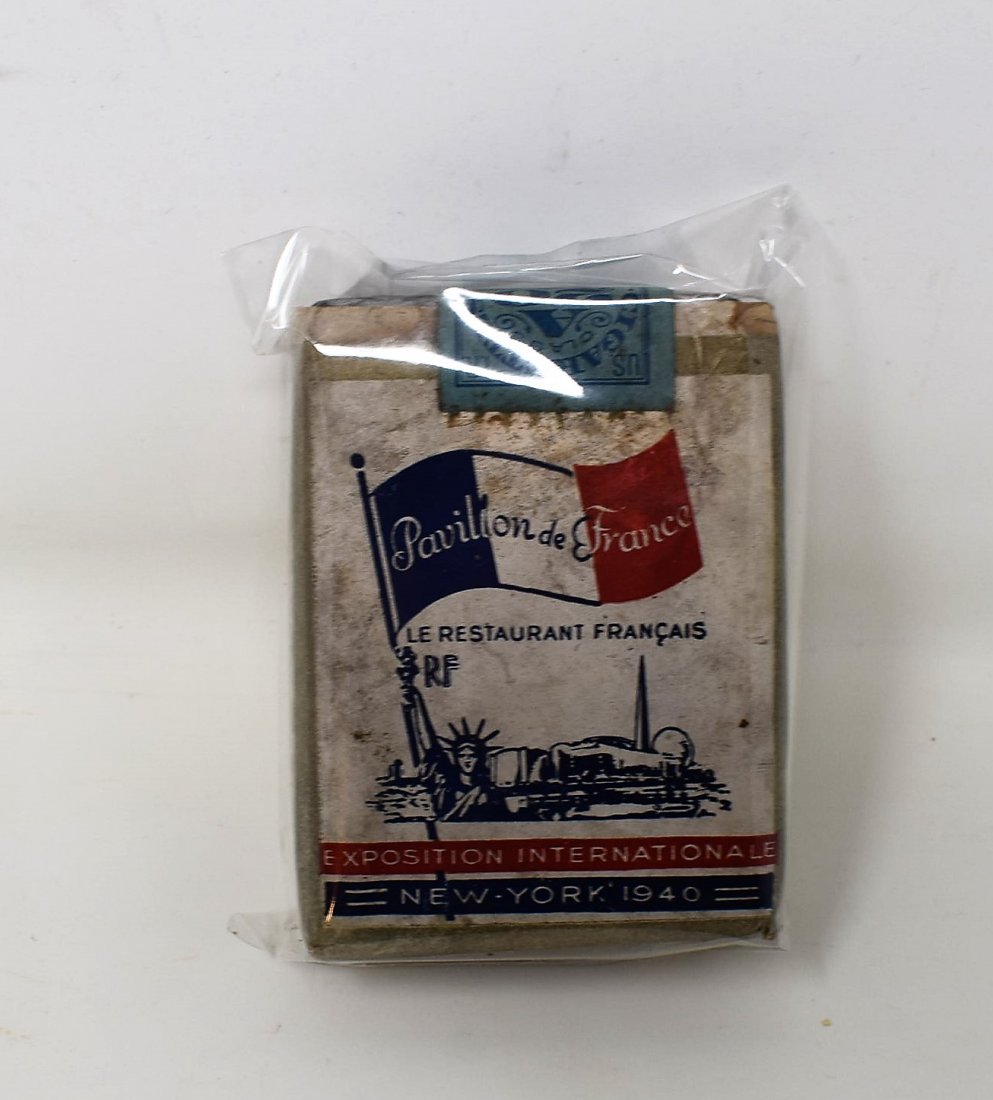 Pavillon de France
LE RESTAURANT FRANÇAIS
RF
EXPOSITION INTERNATIONALE
NEW-YORK 1940